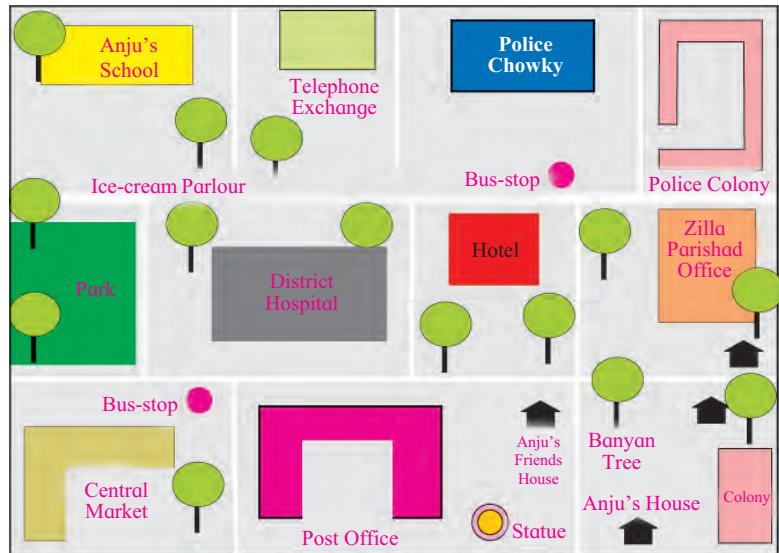 Anju's
School
Telephone
Exchange
Police
Chowky
Ice-cream Parlour
Bus-stop
Police Colony
Park
District
Hospital
Hotel
Zilla
Parishad
Office
Bus-stop
Central
Market
Post Office
Anju's
Friends
House
Statue
Banyan
Tree
Anju's House
Colony